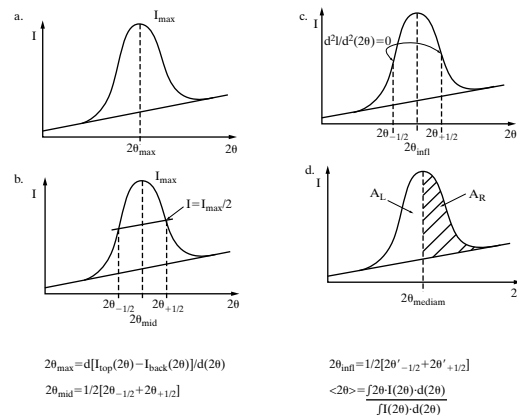 a.
I
I_max
2θ_max
2θ
b.
I
I_max
I=I_max/2
2θ_−1/2 2θ_+1/2 2θ
2θ_mid
c.
I
d²I/d²(2θ)=0
2θ_−1/2 2θ_+1/2 2θ
2θ_infl
d.
I
A_L
A_R
2θ_mediam
2
2θ_max=d[I_top(2θ)−I_back(2θ)]/d(2θ)
2θ_mid=1/2[2θ_−1/2+2θ_+1/2]
2θ_infl=1/2[2θ′_−1/2+2θ′_+1/2]
<2θ>=∫2θ·I(2θ)·d(2θ)
∫I(2θ)·d(2θ)